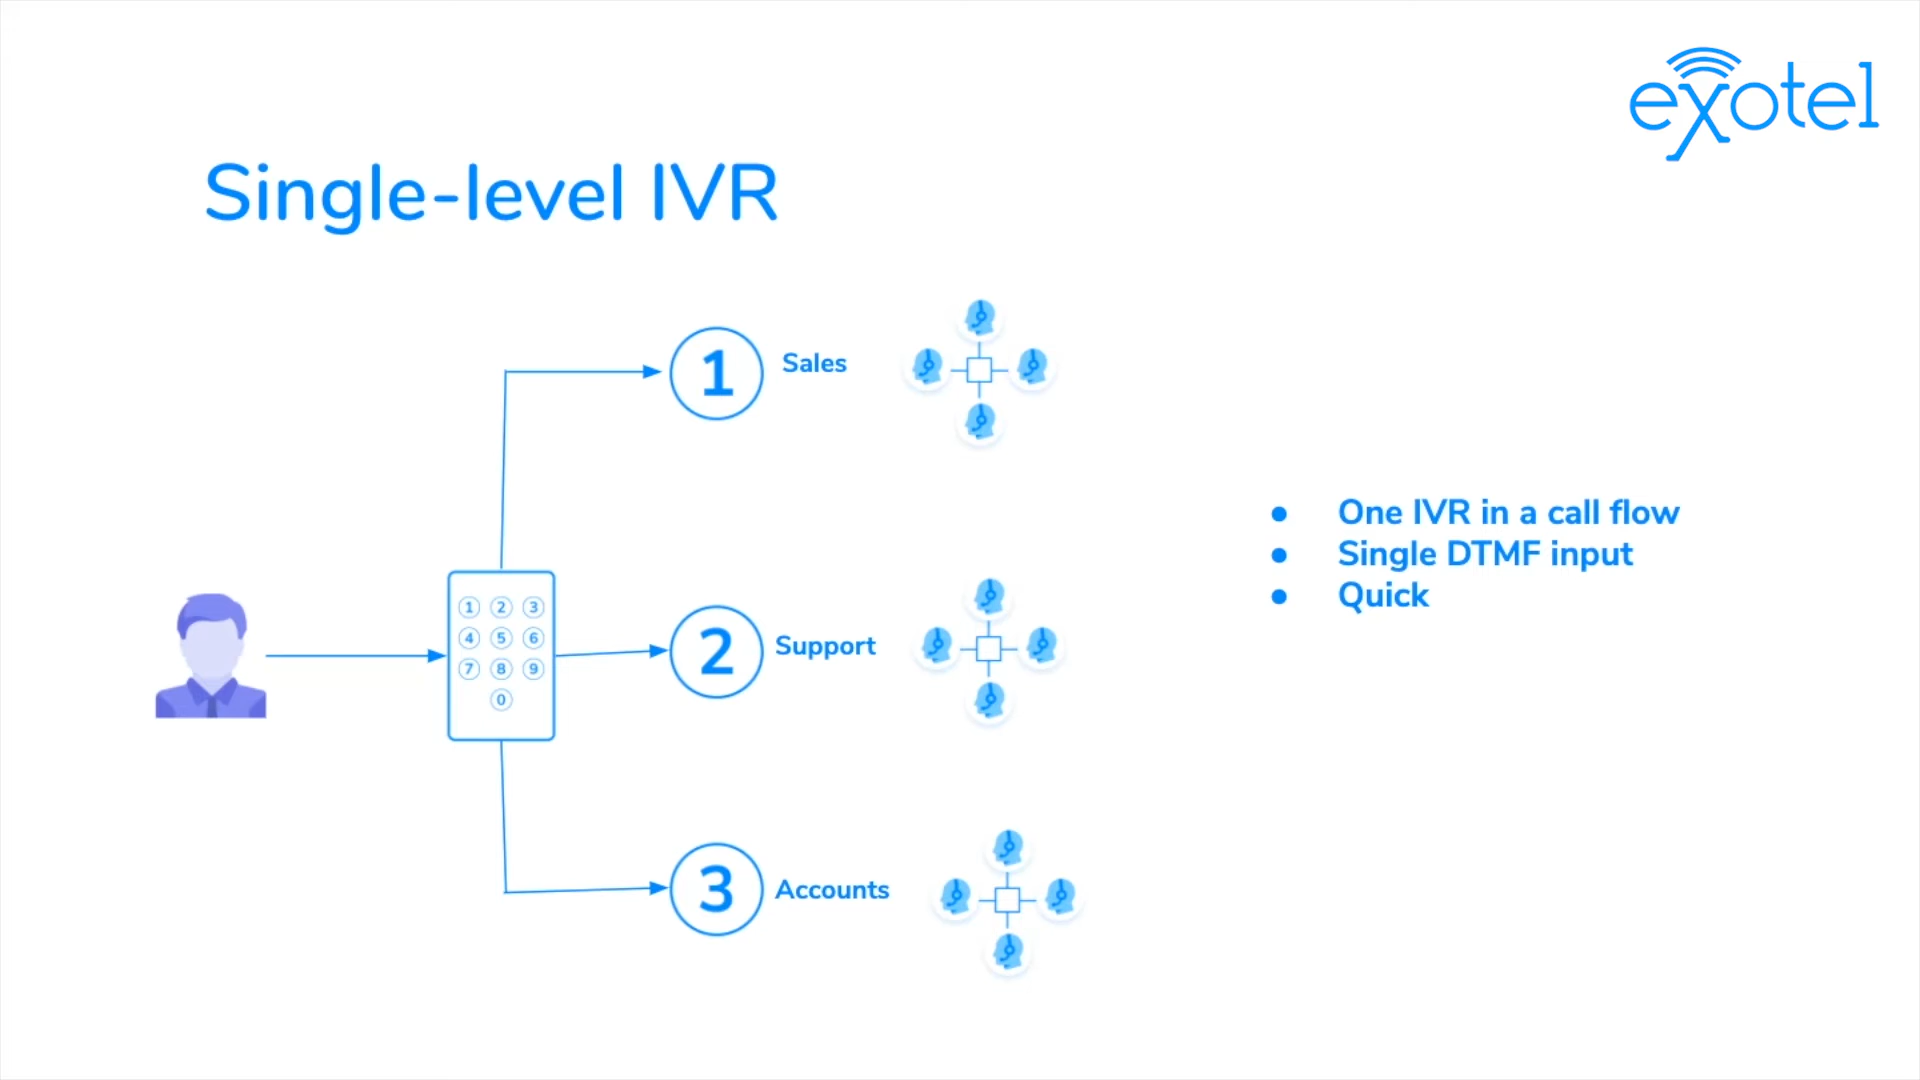 exotel
Single-level IVR
1 Sales
1 2 3
4 5 6
7 8 9
0
2 Support
3 Accounts
● One IVR in a call flow
● Single DTMF input
● Quick